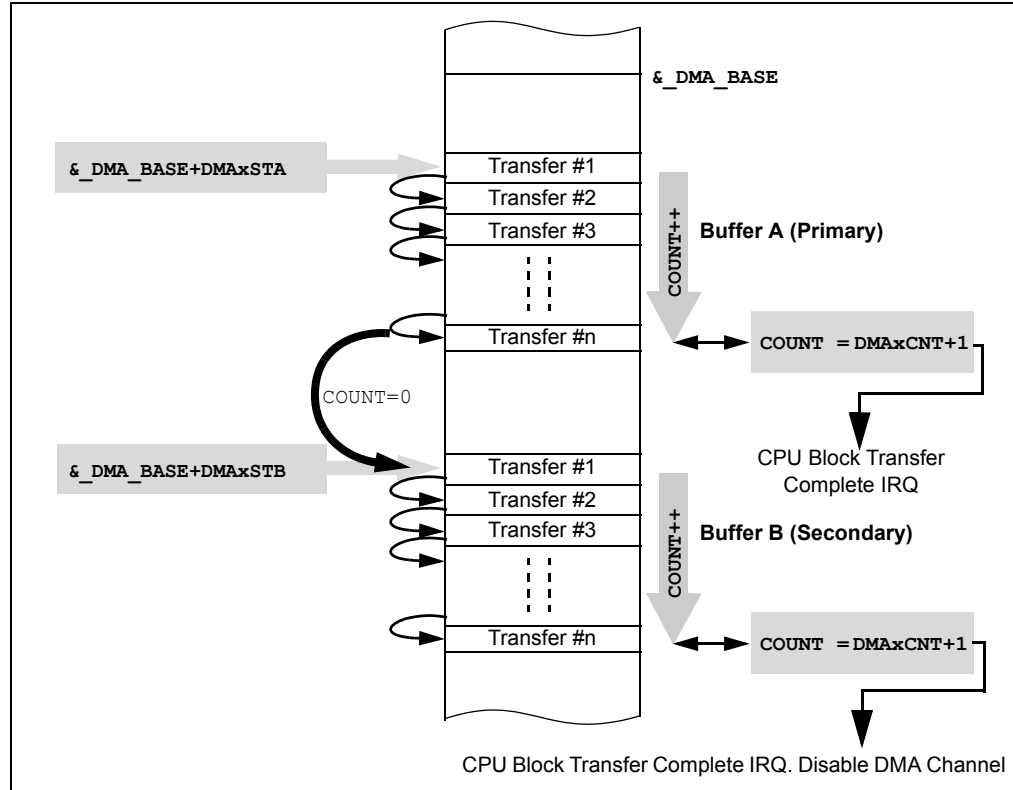 &_DMA_BASE
&_DMA_BASE+DMAxSTA
Transfer #1
Transfer #2
Transfer #3
Transfer #n
COUNT++
Buffer A (Primary)
COUNT = DMAxCNT+1
CPU Block Transfer
Complete IRQ
COUNT=0
&_DMA_BASE+DMAxSTB
Transfer #1
Transfer #2
Transfer #3
Transfer #n
COUNT++
Buffer B (Secondary)
COUNT = DMAxCNT+1
CPU Block Transfer Complete IRQ. Disable DMA Channel